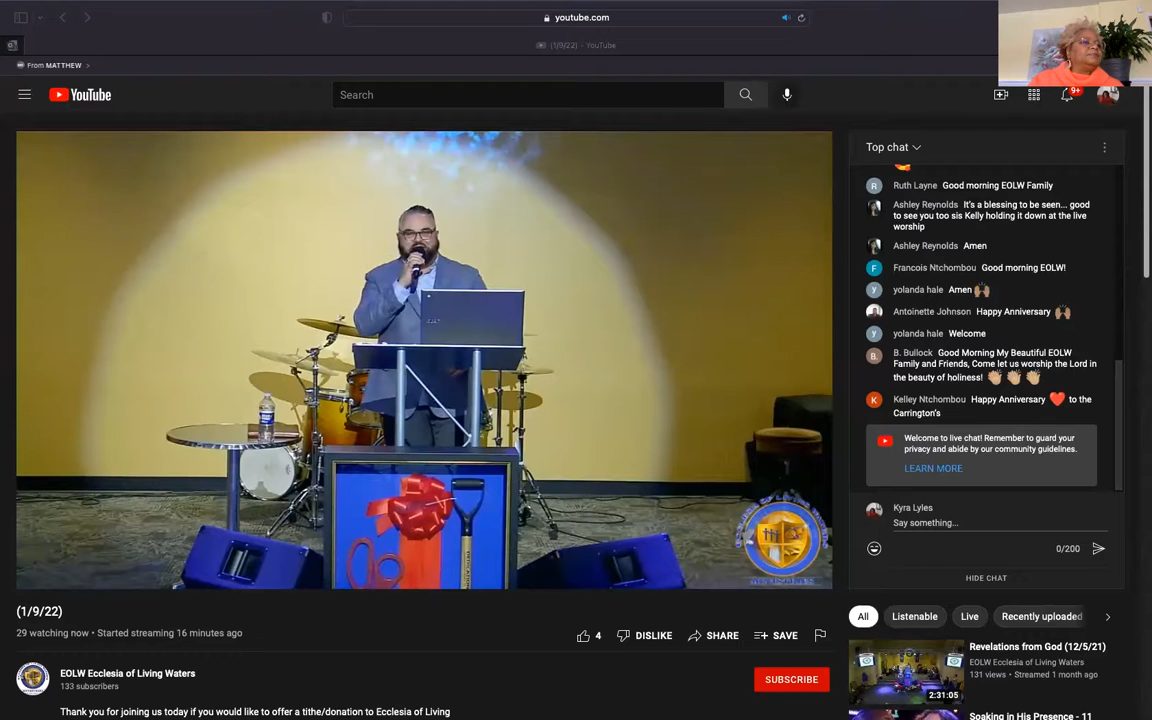 youtube.com
(1/9/22) - YouTube
From MATTHEW >
YouTube
Search
9+
Top chat
R Ruth Layne Good morning EOLW Family
Ashley Reynolds It's a blessing to be seen... good
to see you too sis Kelly holding it down at the live
worship
Ashley Reynolds Amen
F Francois Ntchombou Good morning EOLW!
y yolanda hale Amen 🙌🏽
Antoinette Johnson Happy Anniversary 🙌🏽
y yolanda hale Welcome
B. B. Bullock Good Morning My Beautiful EOLW
Family and Friends, Come let us worship the Lord in
the beauty of holiness! 👏🏼 👏🏼 👏🏼
K Kelley Ntchombou Happy Anniversary ❤️ to the
Carrington's
Welcome to live chat! Remember to guard your
privacy and abide by our community guidelines.
LEARN MORE
Kyra Lyles
Say something...
0/200
HIDE CHAT
(1/9/22)
29 watching now • Started streaming 16 minutes ago
4 DISLIKE SHARE SAVE
EOLW Ecclesia of Living Waters
133 subscribers
SUBSCRIBE
Thank you for joining us today if you would like to offer a tithe/donation to Ecclesia of Living
All Listenable Live Recently uploaded
Revelations from God (12/5/21)
EOLW Ecclesia of Living Waters
131 views • Streamed 1 month ago
2:31:05
Soaking in His Presence - 11